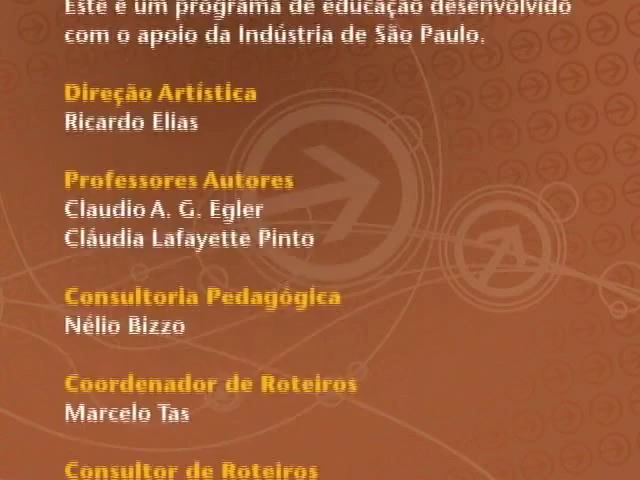 Este é um programa de educação desenvolvido
com o apoio da Indústria de São Paulo.
Direção Artística
Ricardo Elias
Professores Autores
Claudio A. G. Egler
Cláudia Lafayette Pinto
Consultoria Pedagógica
Nélio Bizzo
Coordenador de Roteiros
Marcelo Tas
Consultor de Roteiros